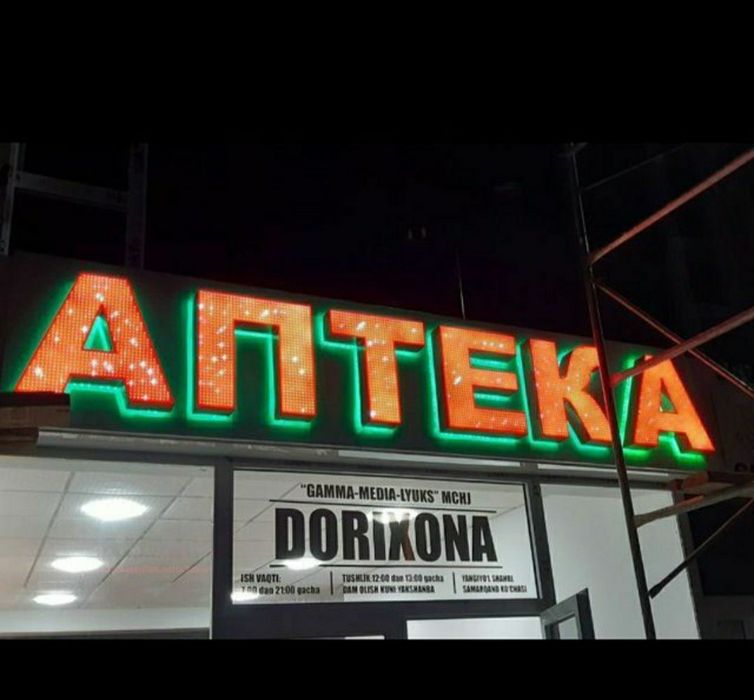 АПТЕКА
"GAMMA-MEDIA-LYUKS" MCHJ
DORIXONA
ISH VAQTI:
7:00 dan 21:00 gacha
TUSHLIK:12:00 dan 13:00 gacha
DAM OLISH KUNI YAKSHANBA
YANGIYO'L SHAHRI,
SAMARQAND KO'CHASI